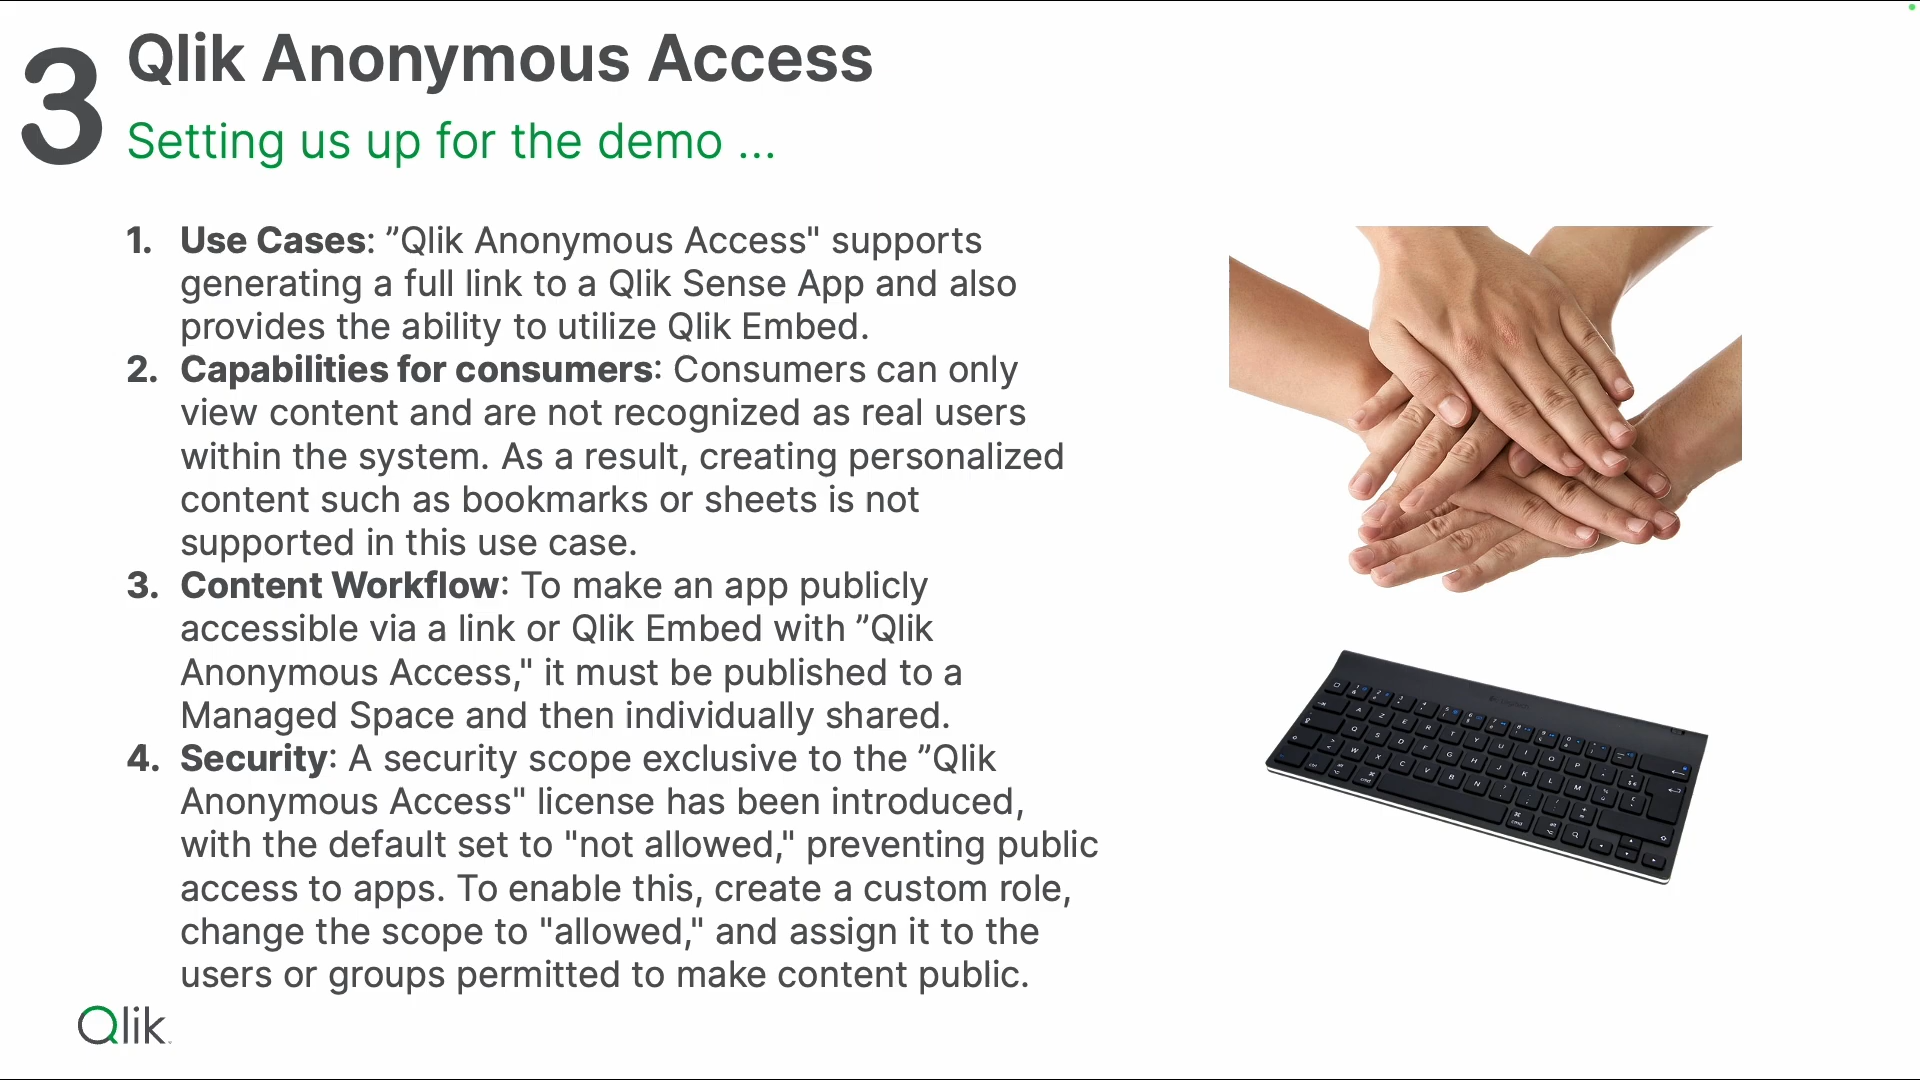 3
Qlik Anonymous Access
Setting us up for the demo ...
1. Use Cases: ”Qlik Anonymous Access" supports
generating a full link to a Qlik Sense App and also
provides the ability to utilize Qlik Embed.
2. Capabilities for consumers: Consumers can only
view content and are not recognized as real users
within the system. As a result, creating personalized
content such as bookmarks or sheets is not
supported in this use case.
3. Content Workflow: To make an app publicly
accessible via a link or Qlik Embed with ”Qlik
Anonymous Access," it must be published to a
Managed Space and then individually shared.
4. Security: A security scope exclusive to the ”Qlik
Anonymous Access" license has been introduced,
with the default set to "not allowed," preventing public
access to apps. To enable this, create a custom role,
change the scope to "allowed," and assign it to the
users or groups permitted to make content public.
Qlik